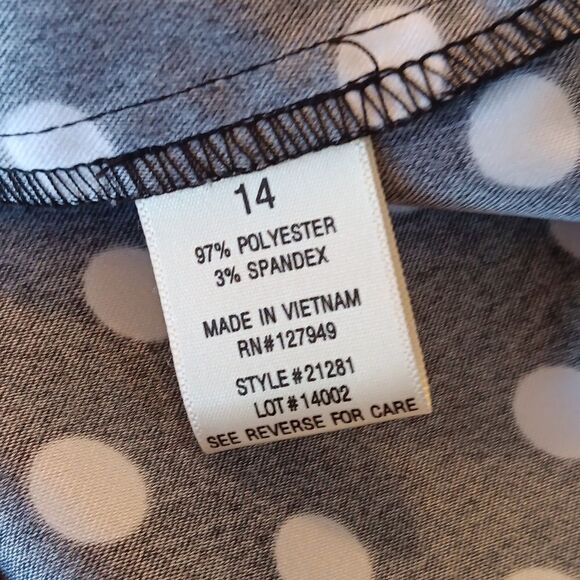 14
97% POLYESTER
3% SPANDEX
MADE IN VIETNAM
RN#127949
STYLE#21281
LOT#14002
SEE REVERSE FOR CARE